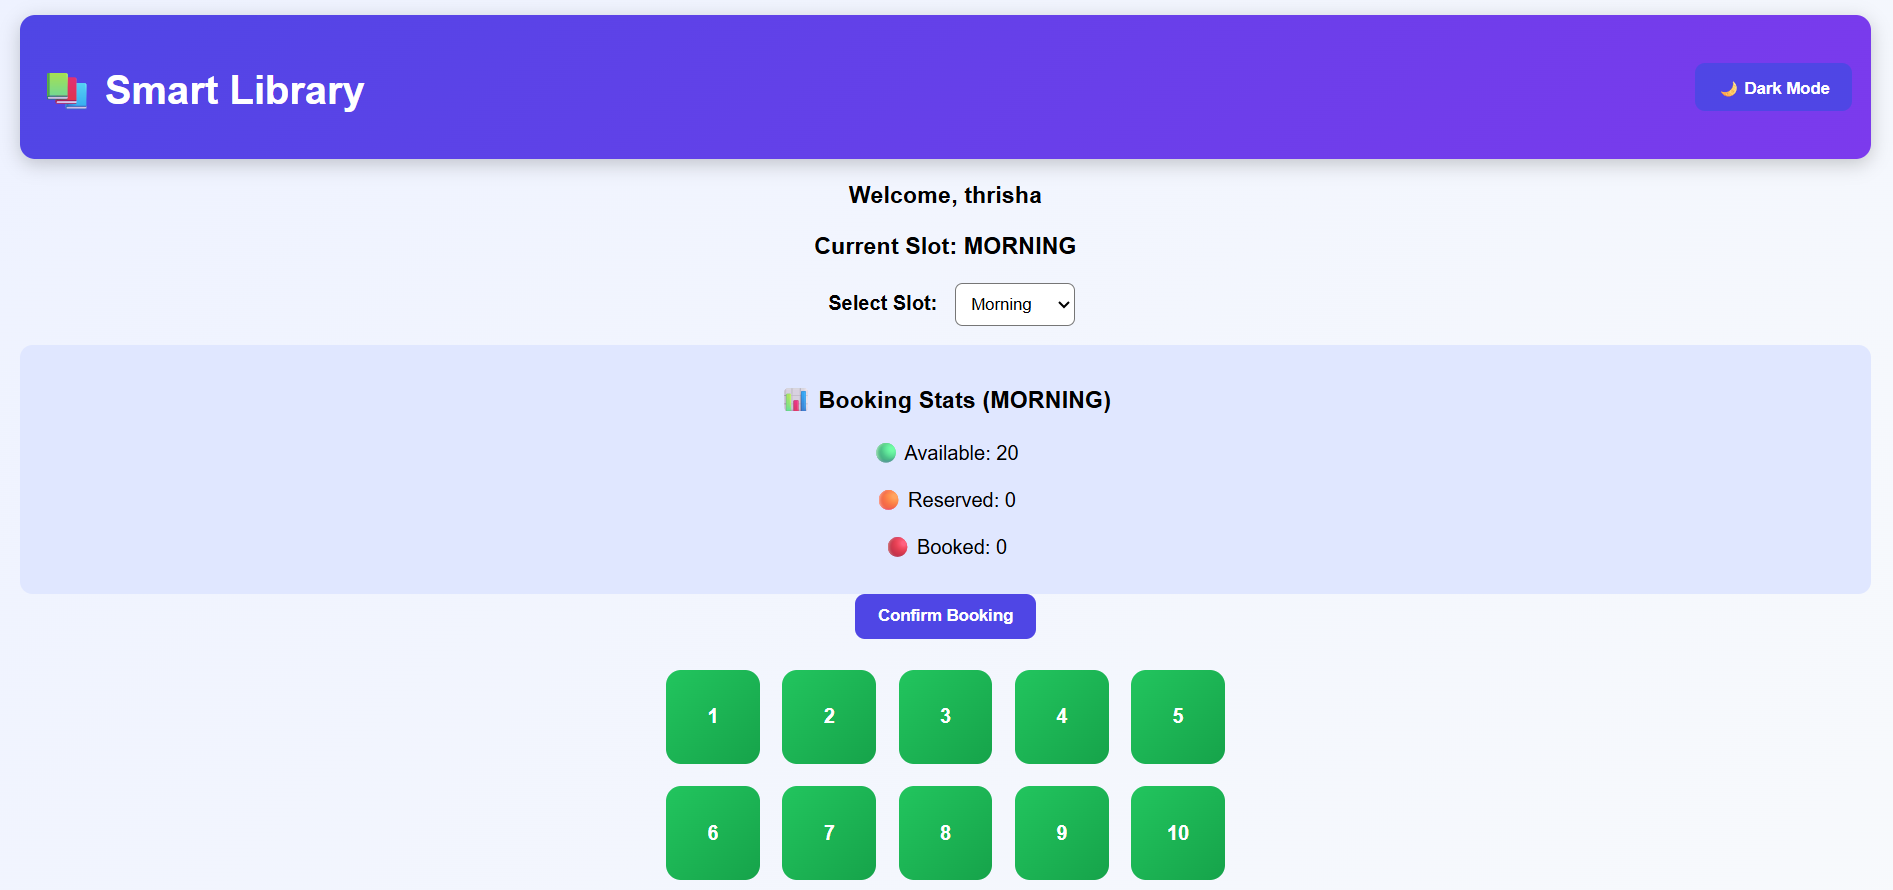 Smart Library
Dark Mode
Welcome, thrisha
Current Slot: MORNING
Select Slot: Morning
Booking Stats (MORNING)
Available: 20
Reserved: 0
Booked: 0
Confirm Booking
1 2 3 4 5
6 7 8 9 10